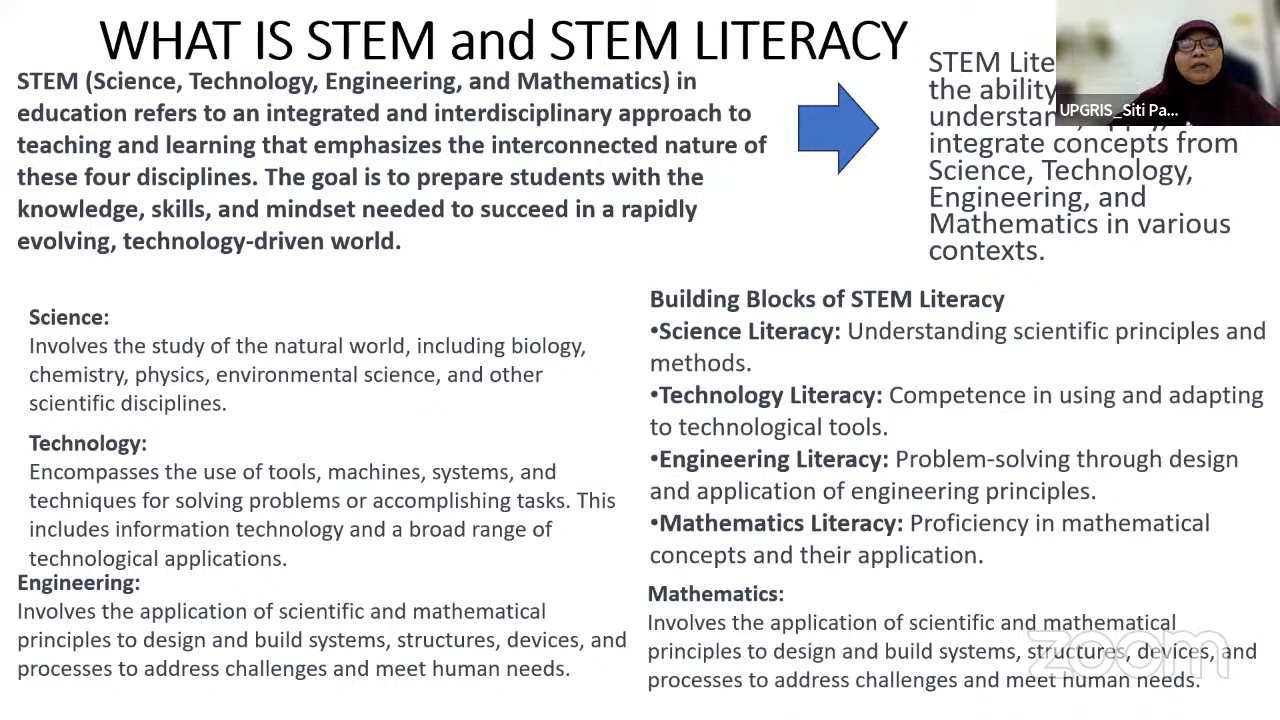 WHAT IS STEM and STEM LITERACY
STEM (Science, Technology, Engineering, and Mathematics) in
education refers to an integrated and interdisciplinary approach to
teaching and learning that emphasizes the interconnected nature of
these four disciplines. The goal is to prepare students with the
knowledge, skills, and mindset needed to succeed in a rapidly
evolving, technology-driven world.
STEM
the ability
integrate concepts from
Science, Technology,
Engineering, and
Mathematics in various
contexts.
UPGRIS_Siti Pa...
Science:
Involves the study of the natural world, including biology,
chemistry, physics, environmental science, and other
scientific disciplines.
Technology:
Encompasses the use of tools, machines, systems, and
techniques for solving problems or accomplishing tasks. This
includes information technology and a broad range of
technological applications.
Engineering:
Involves the application of scientific and mathematical
principles to design and build systems, structures, devices, and
processes to address challenges and meet human needs.
Building Blocks of STEM Literacy
•Science Literacy: Understanding scientific principles and
methods.
•Technology Literacy: Competence in using and adapting
to technological tools.
•Engineering Literacy: Problem-solving through design
and application of engineering principles.
•Mathematics Literacy: Proficiency in mathematical
concepts and their application.
Mathematics:
Involves the application of scientific and mathematical
principles to design and build systems, structures, devices, and
processes to address challenges and meet human needs.
zoom